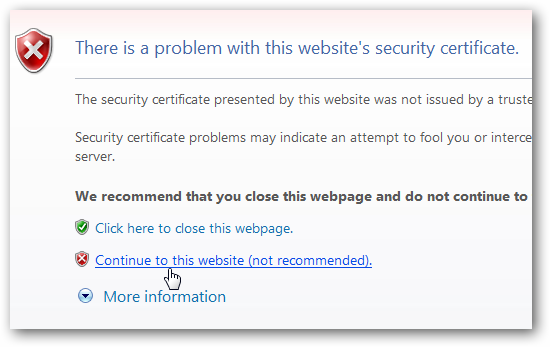 There is a problem with this website's security certificate.
The security certificate presented by this website was not issued by a
Security certificate problems may indicate an attempt to fool you or
server.
We recommend that you close this webpage and do not continue to
Click here to close this webpage.
Continue to this website (not recommended).
More information